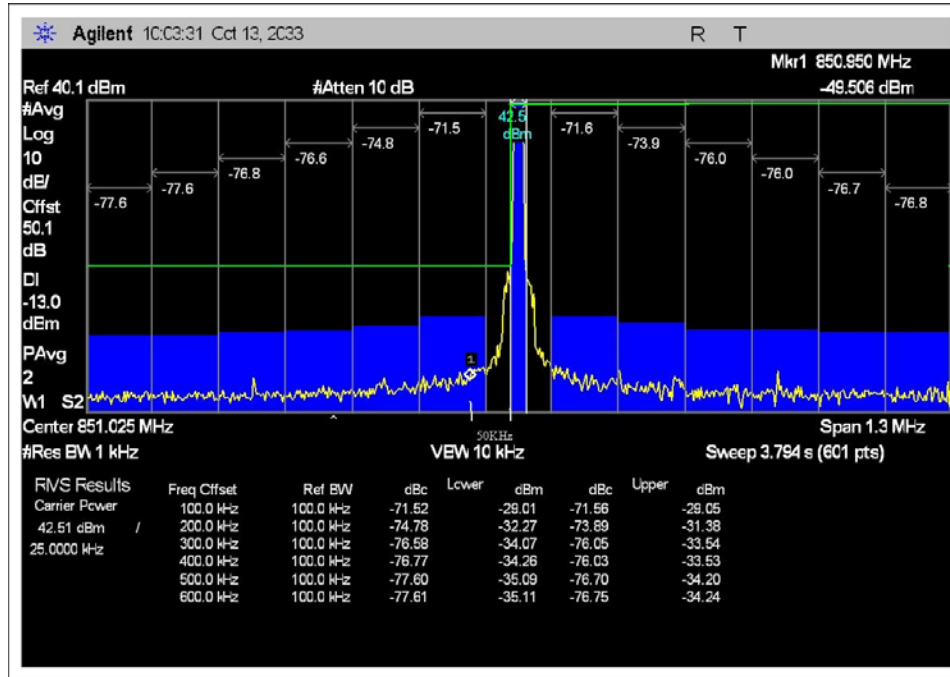 Agilent 10:03:31 Oct 13, 2033 R T
Mkr1 850.950 MHz
Ref 40.1 dBm #Atten 10 dB -49.506 dBm
#Avg
Log
10
dB/
Offst
50.1
dB
DI
-13.0
dBm
PAvg
2
W1 S2
42.5
dBm
-77.6 -77.6 -76.8 -76.6 -74.8 -71.5 -71.6 -73.9 -76.0 -76.0 -76.7 -76.8
1
50KHz
Center 851.025 MHz Span 1.3 MHz
#Res BW 1 kHz VBW 10 kHz Sweep 3.794 s (601 pts)
RMS Results Freq Offset Ref BW dBc Lower dBm dBc Upper dBm
Carrier Power 100.0 kHz 100.0 kHz -71.52 -29.01 -71.56 -29.05
42.51 dBm / 200.0 kHz 100.0 kHz -74.78 -32.27 -73.89 -31.38
25.0000 kHz 300.0 kHz 100.0 kHz -76.58 -34.07 -76.05 -33.54
400.0 kHz 100.0 kHz -76.77 -34.26 -76.03 -33.53
500.0 kHz 100.0 kHz -77.60 -35.09 -76.70 -34.20
600.0 kHz 100.0 kHz -77.61 -35.11 -76.75 -34.24